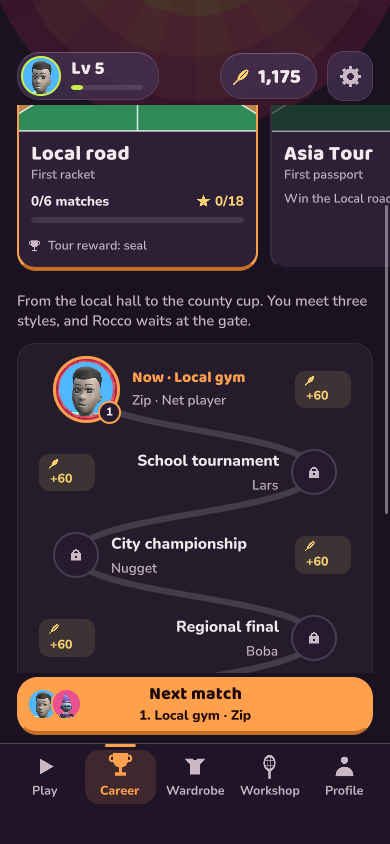 Lv 5
1,175
Local road
First racket
0/6 matches
0/18
Tour reward: seal
Asia Tour
First passport
Win the Local road
From the local hall to the county cup. You meet three
styles, and Rocco waits at the gate.
Now · Local gym
Zip · Net player
1
+60
School tournament
Lars
+60
City championship
Nugget
+60
Regional final
Boba
+60
Next match
1. Local gym · Zip
Play
Career
Wardrobe
Workshop
Profile